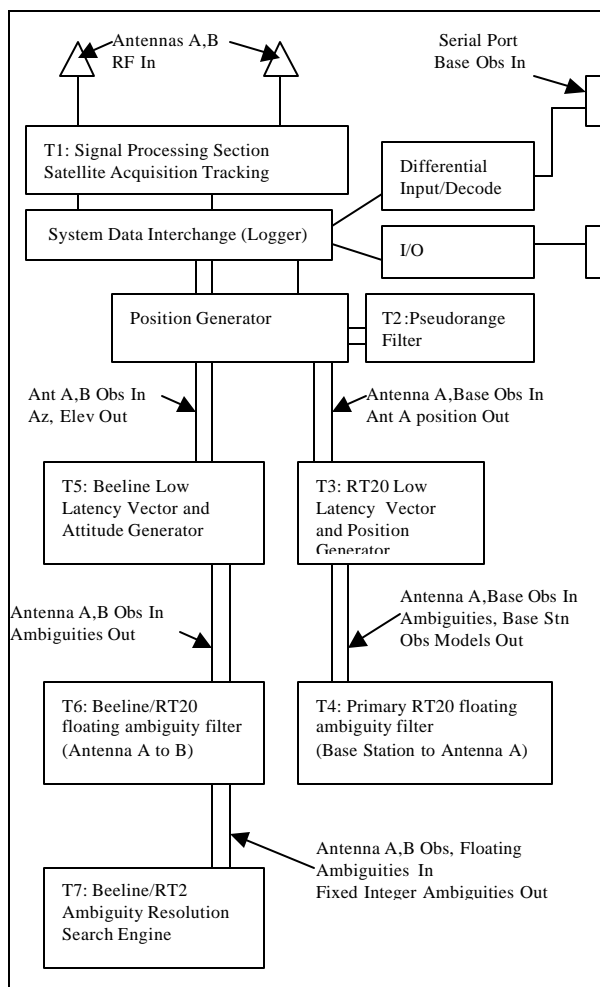 Antennas A,B
RF In
Serial Port
Base Obs In
T1: Signal Processing Section
Satellite Acquisition Tracking
Differential
Input/Decode
System Data Interchange (Logger)
I/O
Position Generator
T2:Pseudorange
Filter
Ant A,B Obs In
Az, Elev Out
Antenna A,Base Obs In
Ant A position Out
T5: Beeline Low
Latency Vector and
Attitude Generator
T3: RT20 Low
Latency Vector
and Position
Generator
Antenna A,B Obs In
Ambiguities Out
Antenna A,Base Obs In
Ambiguities, Base Stn
Obs Models Out
T6: Beeline/RT20
floating ambiguity filter
(Antenna A to B)
T4: Primary RT20 floating
ambiguity filter
(Base Station to Antenna A)
Antenna A,B Obs, Floating
Ambiguities In
Fixed Integer Ambiguities Out
T7: Beeline/RT2
Ambiguity Resolution
Search Engine